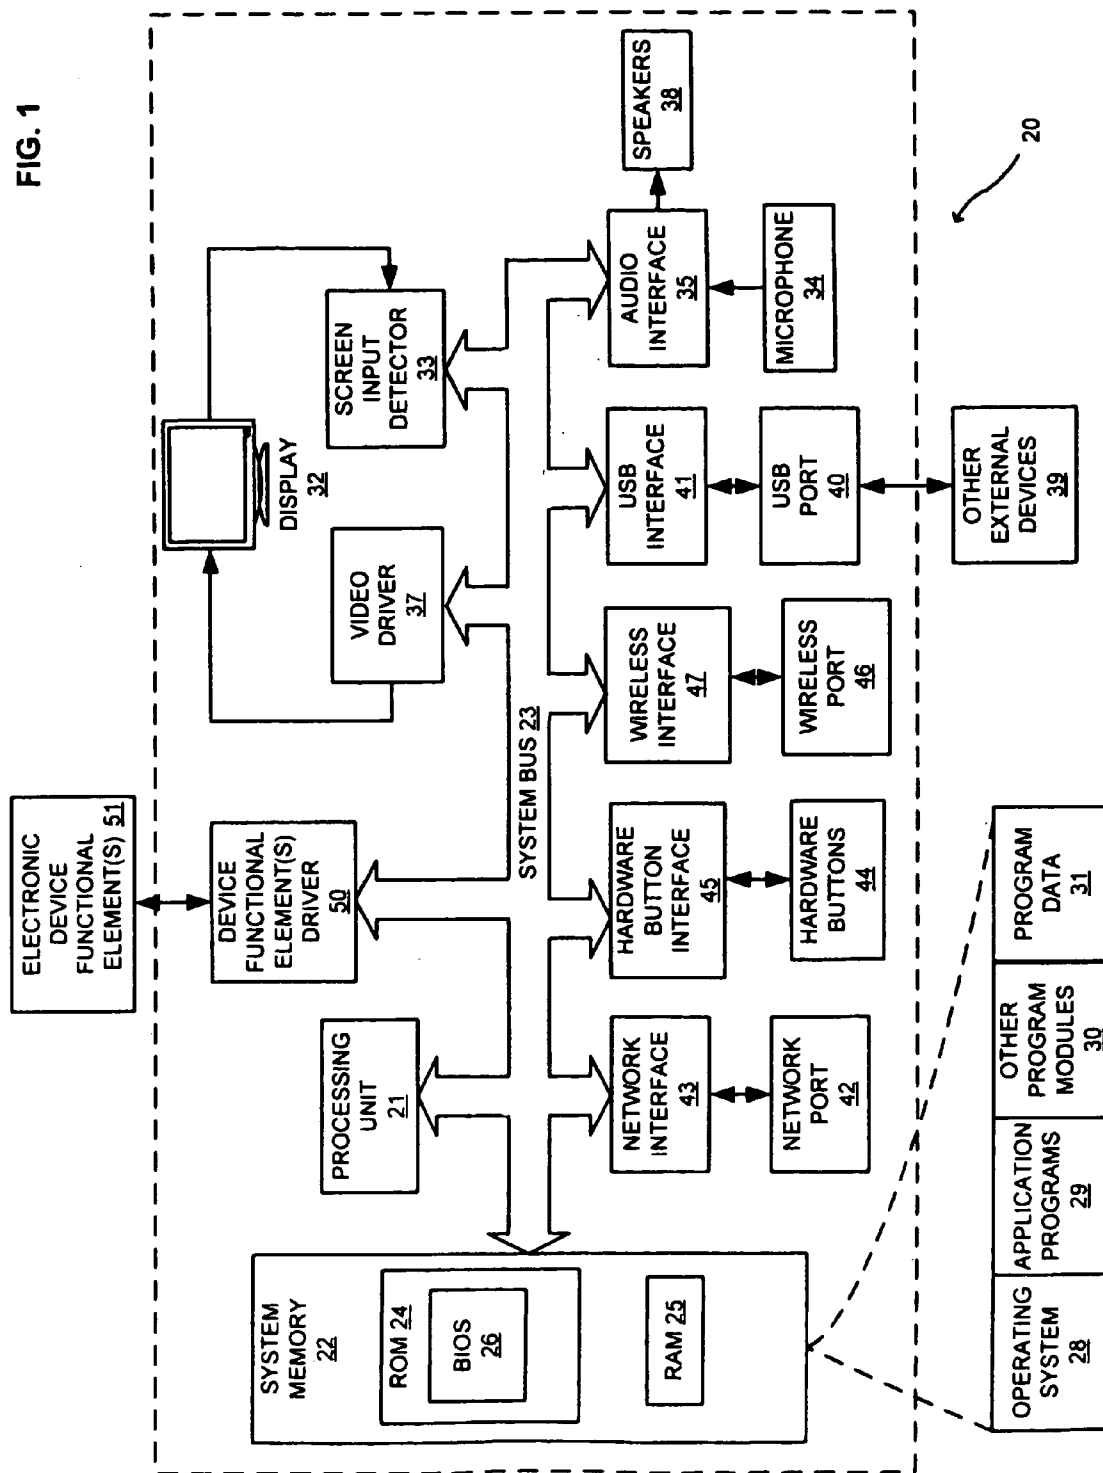 FIG. 1
ELECTRONIC
DEVICE
FUNCTIONAL
ELEMENT(S) 51
DISPLAY
32
SYSTEM
MEMORY
22
ROM 24
BIOS
26
RAM 25
PROCESSING
UNIT
21
DEVICE
FUNCTIONAL
ELEMENT(S)
DRIVER
50
VIDEO
DRIVER
37
SCREEN
INPUT
DETECTOR
33
SYSTEM BUS 23
NETWORK
INTERFACE
43
HARDWARE
BUTTON
INTERFACE
45
WIRELESS
INTERFACE
47
USB
INTERFACE
41
AUDIO
INTERFACE
35
SPEAKERS
38
NETWORK
PORT
42
HARDWARE
BUTTONS
44
WIRELESS
PORT
46
USB
PORT
40
MICROPHONE
34
OPERATING
SYSTEM
28
APPLICATION
PROGRAMS
29
OTHER
PROGRAM
MODULES
30
PROGRAM
DATA
31
OTHER
EXTERNAL
DEVICES
39
20